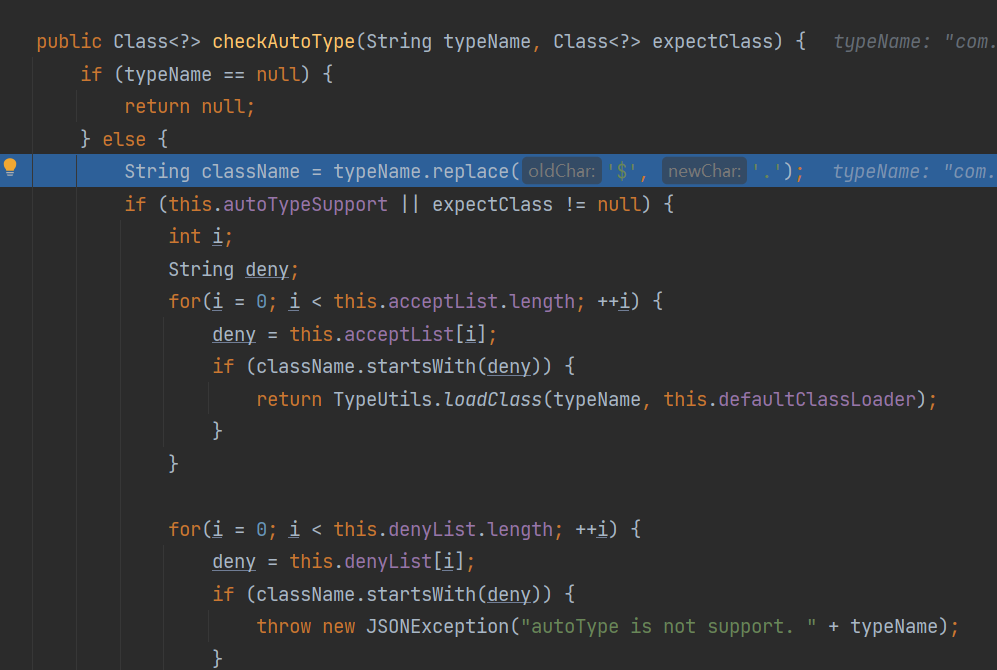 public Class<?> checkAutoType(String typeName, Class<?> expectClass) {  typeName: "com.
if (typeName == null) {
return null;
} else {
String className = typeName.replace( oldChar: '$', newChar: '.');  typeName: "com.
if (this.autoTypeSupport || expectClass != null) {
int i;
String deny;
for(i = 0; i < this.acceptList.length; ++i) {
deny = this.acceptList[i];
if (className.startsWith(deny)) {
return TypeUtils.loadClass(typeName, this.defaultClassLoader);
}
}
for(i = 0; i < this.denyList.length; ++i) {
deny = this.denyList[i];
if (className.startsWith(deny)) {
throw new JSONException("autoType is not support. " + typeName);
}